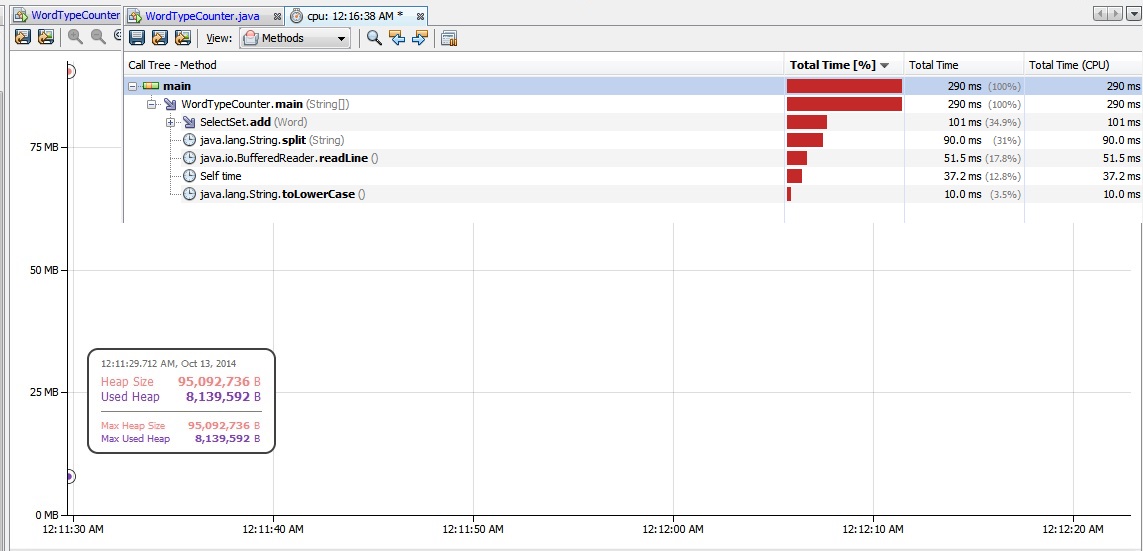 WordTypeCounter WordTypeCounter.java cpu: 12:16:38 AM *
View: Methods
Call Tree - Method Total Time [%] Total Time Total Time (CPU)
main 290 ms (100%) 290 ms
WordTypeCounter.main (String[]) 290 ms (100%) 290 ms
SelectSet.add (Word) 101 ms (34.9%) 101 ms
java.lang.String.split (String) 90.0 ms (31%) 90.0 ms
java.io.BufferedReader.readLine () 51.5 ms (17.8%) 51.5 ms
Self time 37.2 ms (12.8%) 37.2 ms
java.lang.String.toLowerCase () 10.0 ms (3.5%) 10.0 ms
75 MB
50 MB
25 MB
12:11:29.712 AM, Oct 13, 2014
Heap Size 95,092,736 B
Used Heap 8,139,592 B
Max Heap Size 95,092,736 B
Max Used Heap 8,139,592 B
0 MB
12:11:30 AM 12:11:40 AM 12:11:50 AM 12:12:00 AM 12:12:10 AM 12:12:20 AM